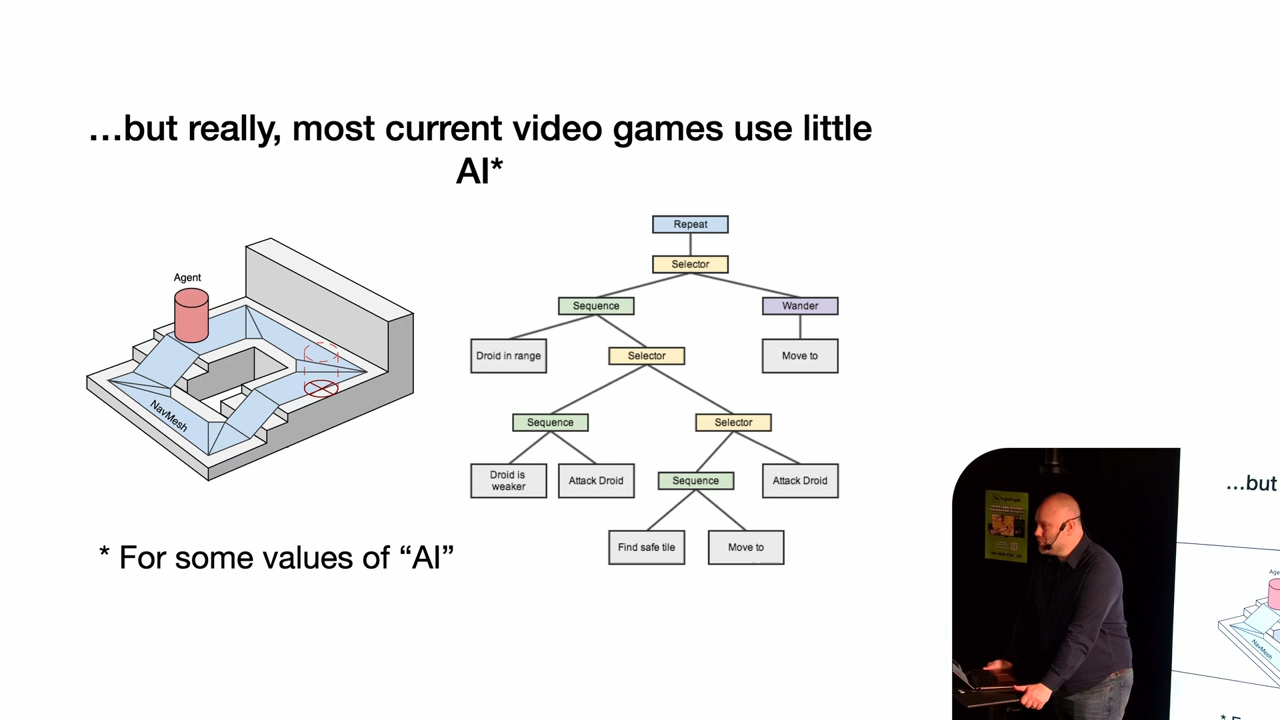 …but really, most current video games use little
AI*
Agent
NavMesh
Repeat
Selector
Sequence
Wander
Droid in range
Selector
Move to
Sequence
Selector
Droid is
weaker
Attack Droid
Sequence
Attack Droid
Find safe tile
Move to
* For some values of “AI”
…but
Age
NavMesh